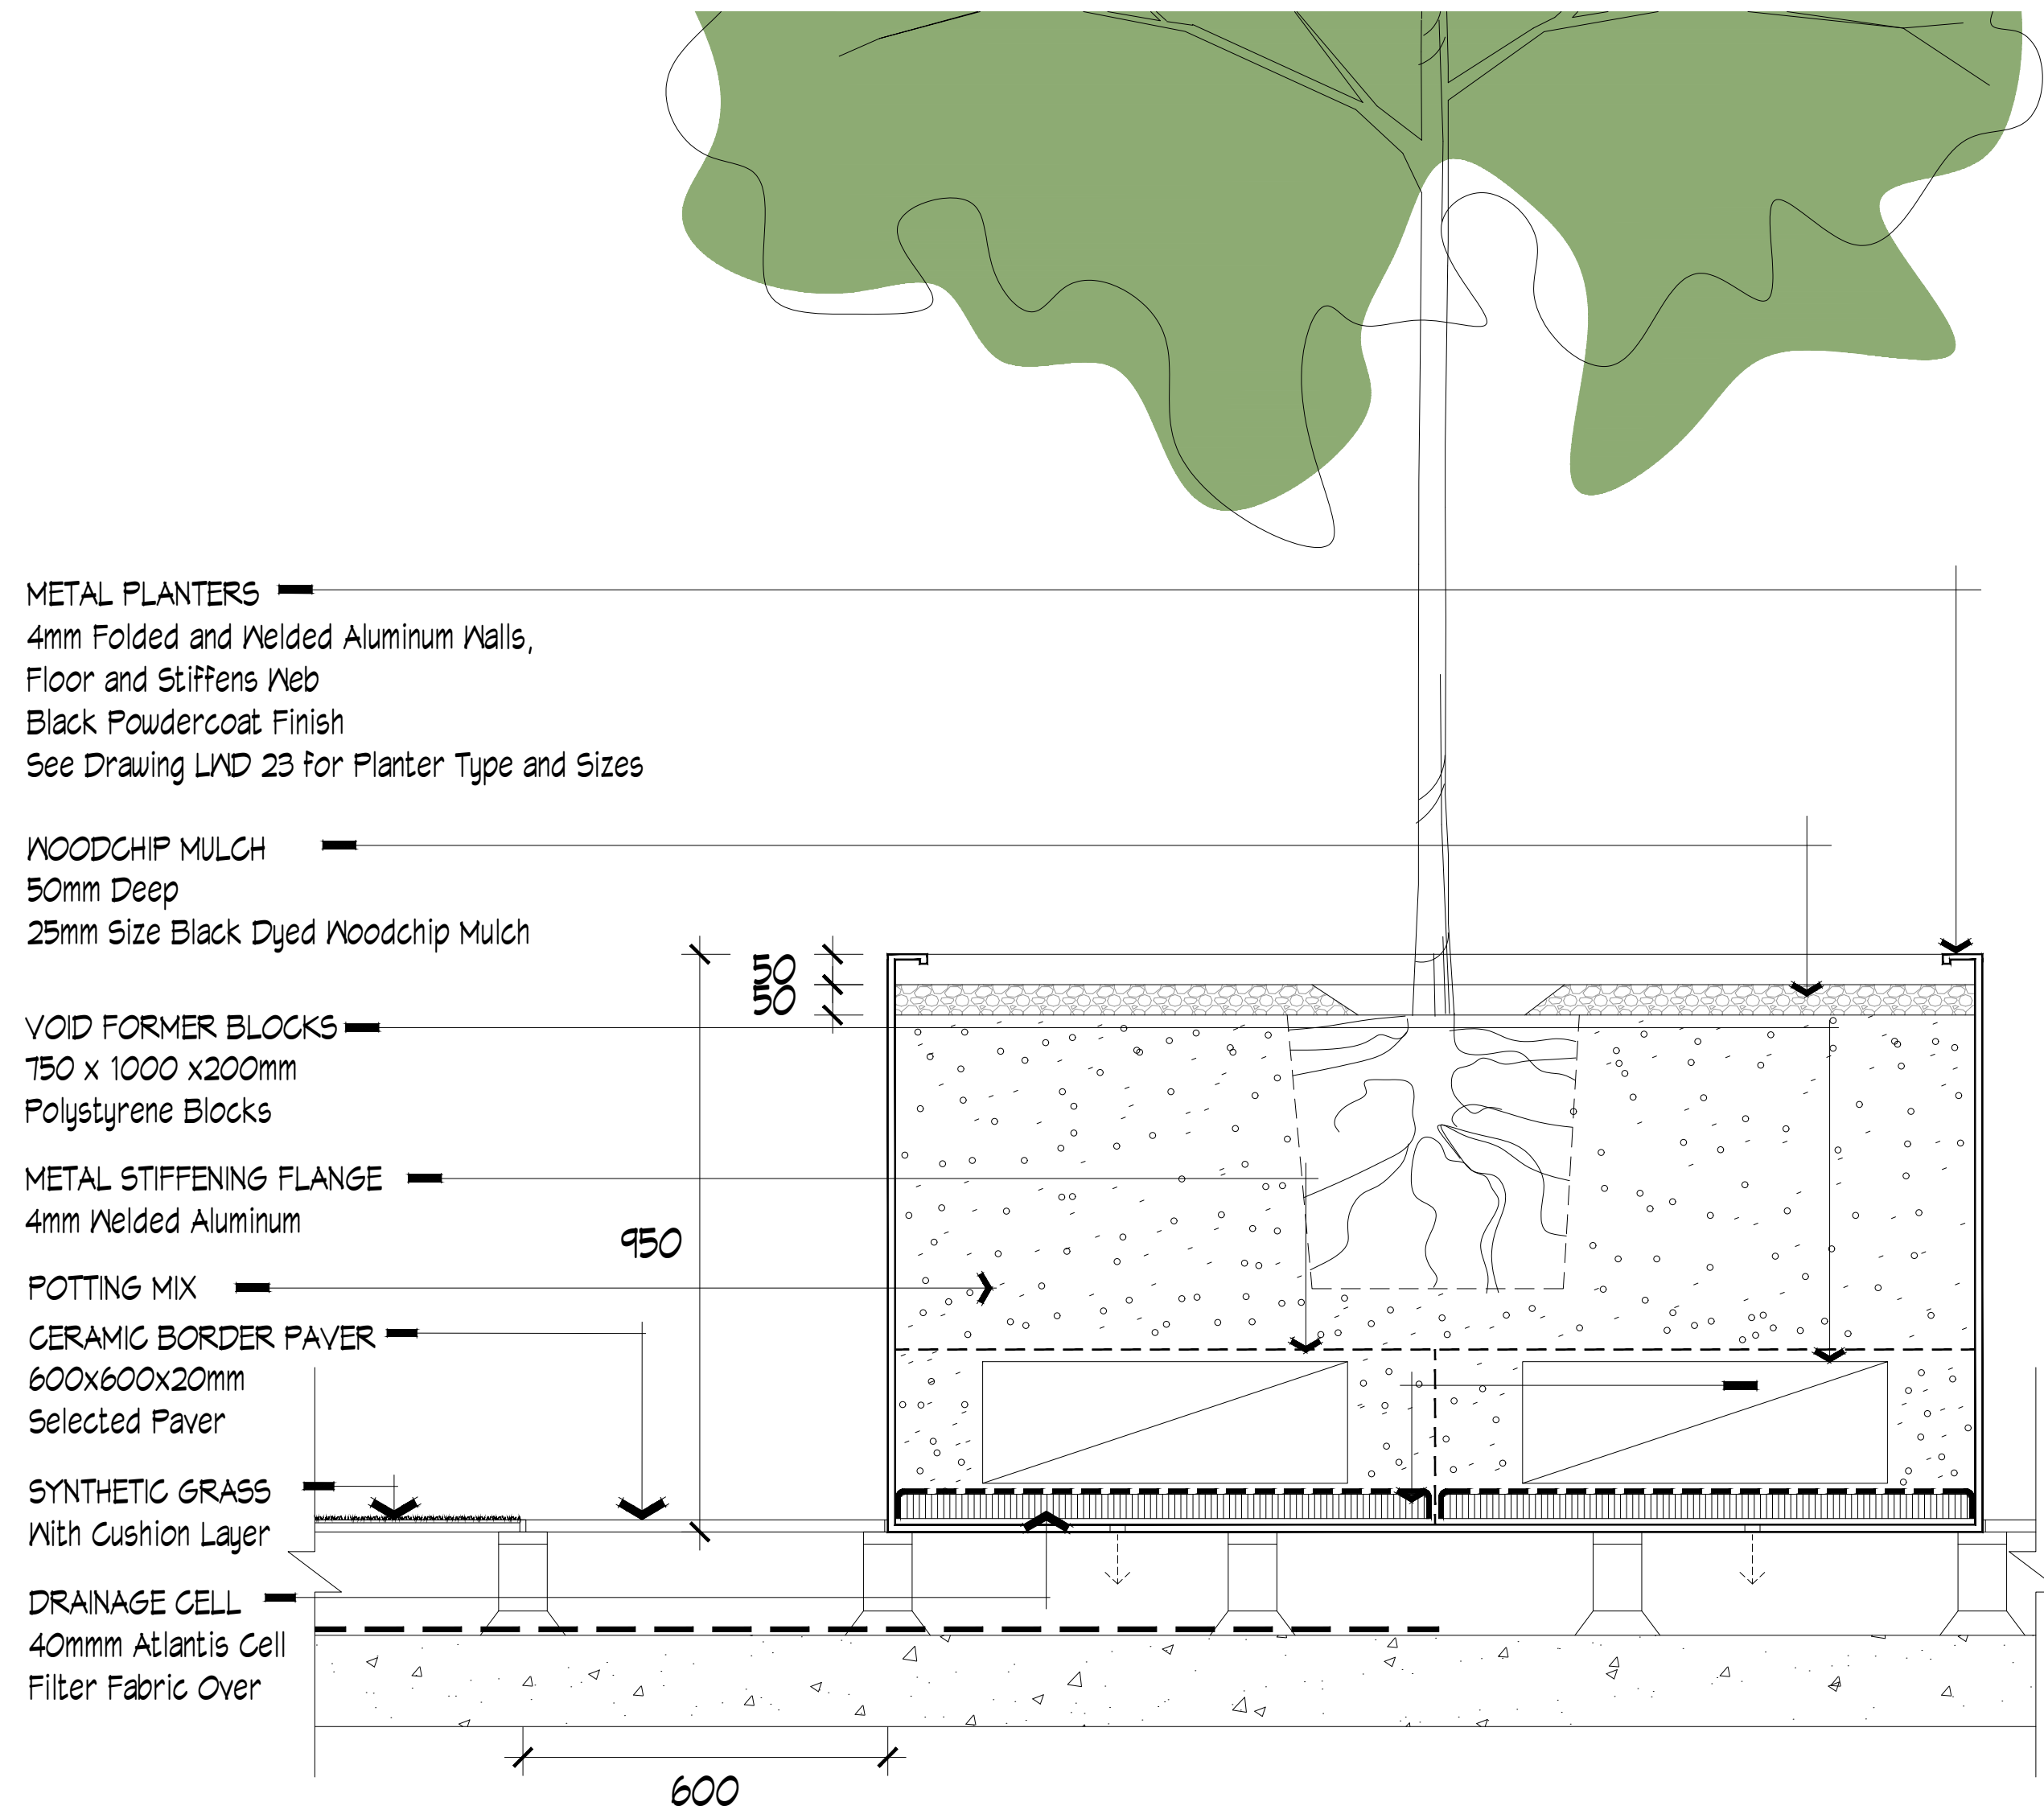 METAL PLANTERS
4mm Folded and Welded Aluminum Walls,
Floor and Stiffens Web
Black Powdercoat Finish
See Drawing LWD 23 for Planter Type and Sizes
WOODCHIP MULCH
50mm Deep
25mm Size Black Dyed Woodchip Mulch
50
50
VOID FORMER BLOCKS
750 x 1000 x200mm
Polystyrene Blocks
METAL STIFFENING FLANGE
4mm Welded Aluminum
950
POTTING MIX
CERAMIC BORDER PAVER
600x600x20mm
Selected Paver
SYNTHETIC GRASS
With Cushion Layer
DRAINAGE CELL
40mmm Atlantis Cell
Filter Fabric Over
600